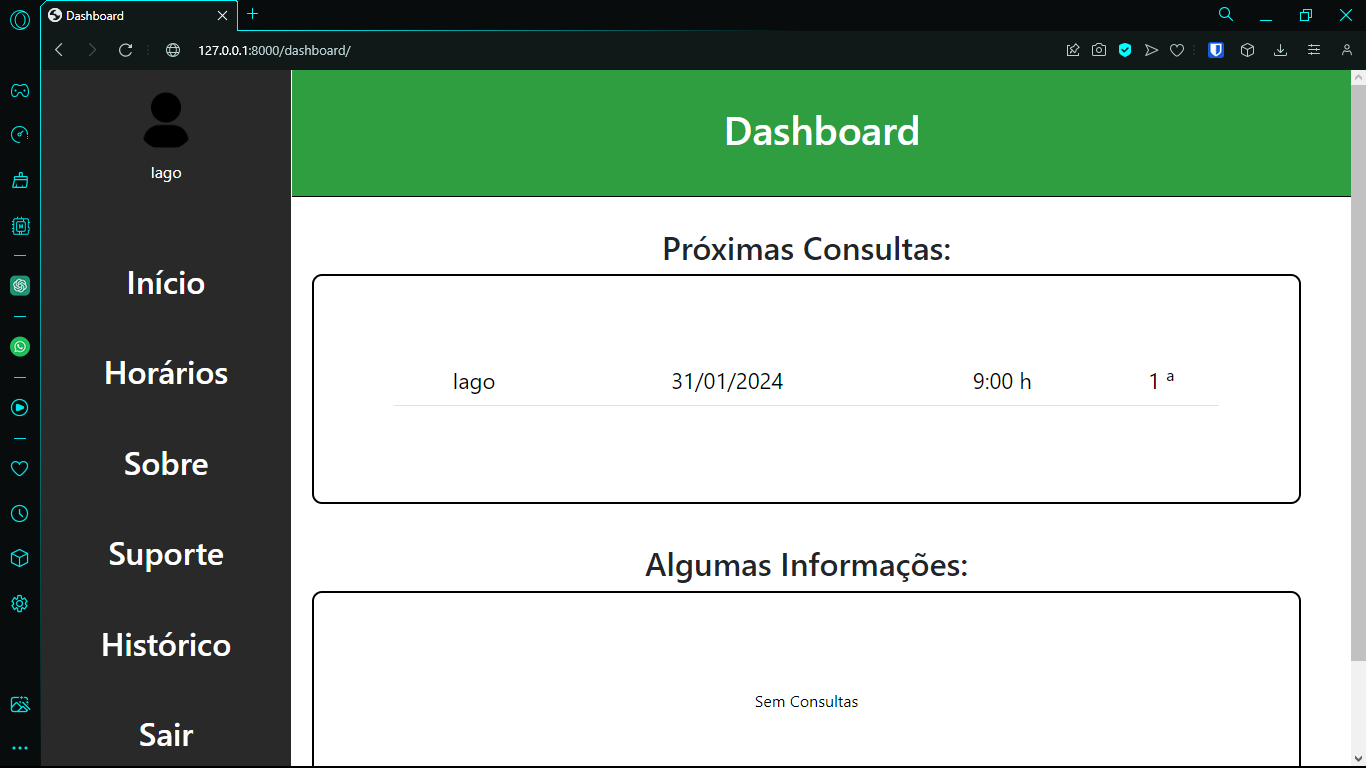 Dashboard
127.0.0.1:8000/dashboard/
Iago
Início
Horários
Sobre
Suporte
Histórico
Sair
Dashboard
Próximas Consultas:
Iago 31/01/2024 9:00 h 1 ª
Algumas Informações:
Sem Consultas